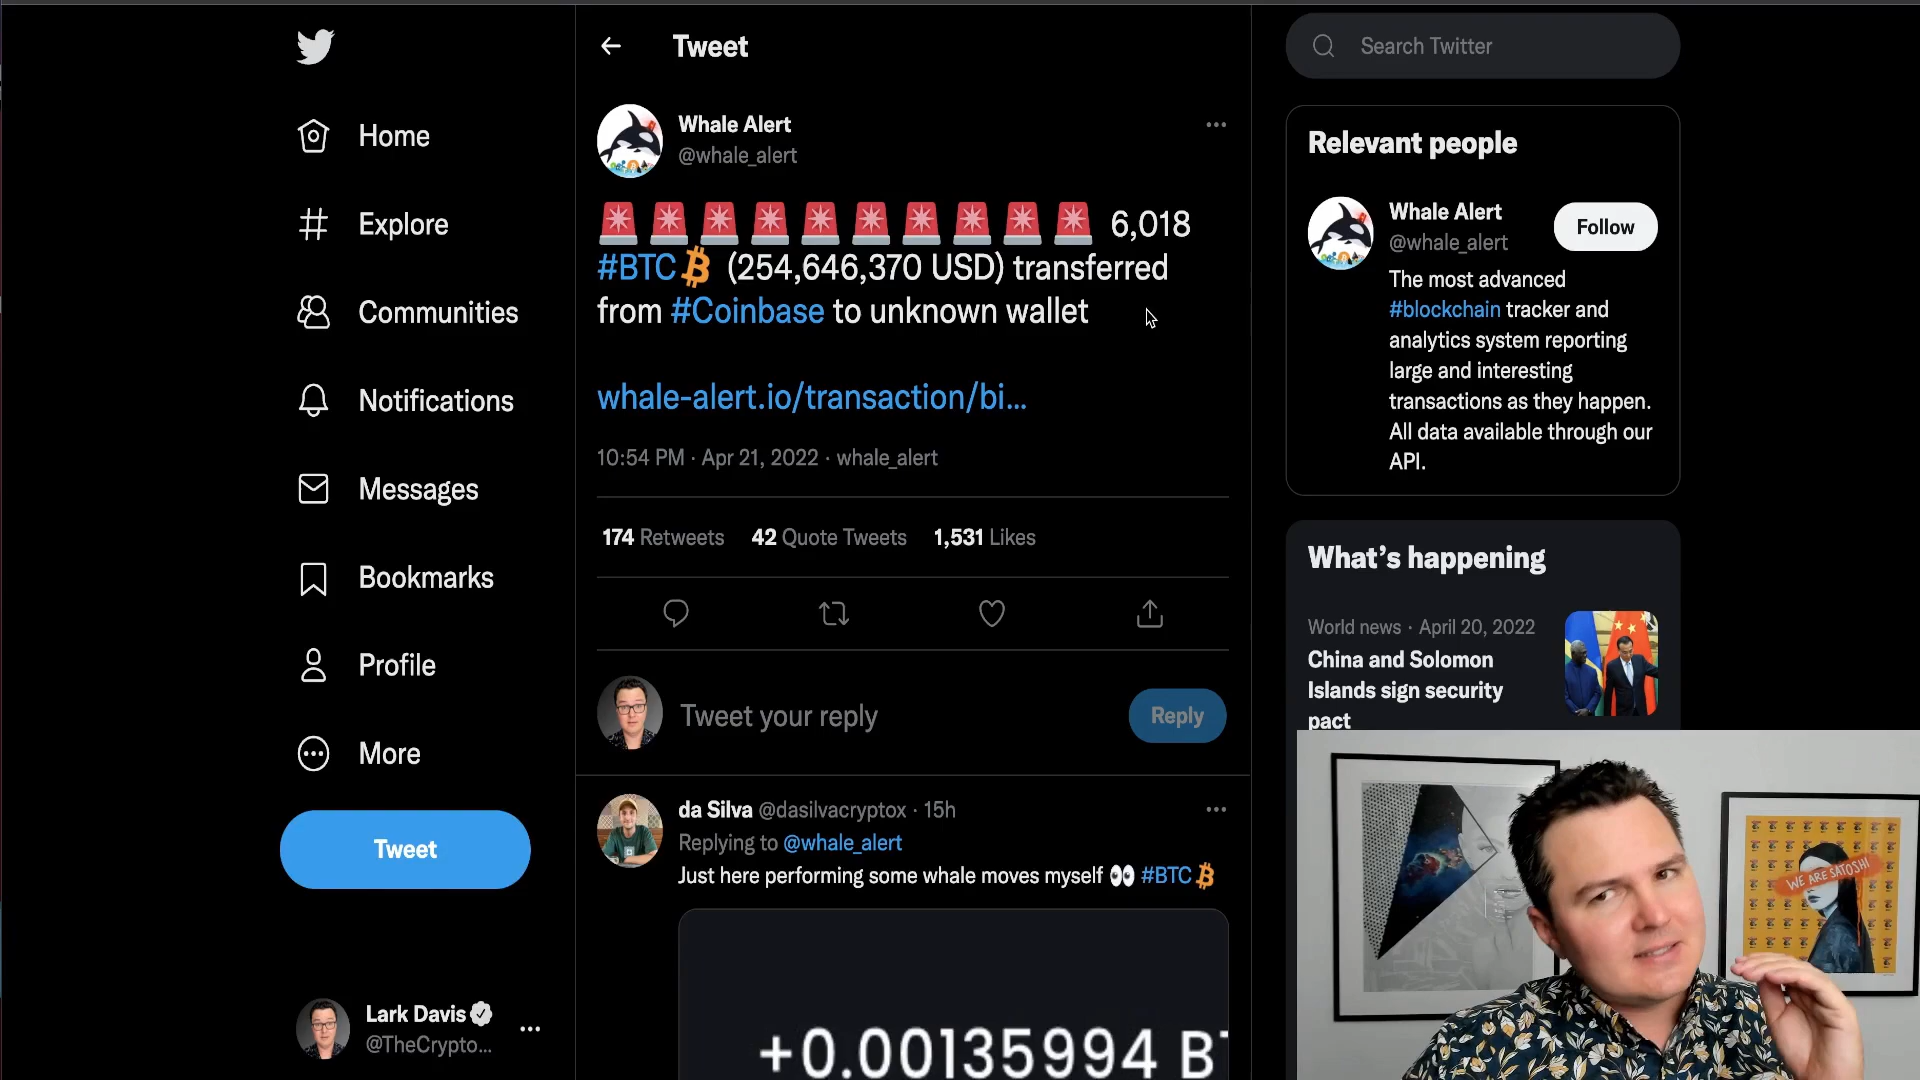 Home
Explore
Communities
Notifications
Messages
Bookmarks
Profile
More
Tweet
Lark Davis
@TheCrypto...
Tweet
Whale Alert
@whale_alert
🚨🚨🚨🚨🚨🚨🚨🚨🚨🚨 6,018
#BTC (254,646,370 USD) transferred
from #Coinbase to unknown wallet
whale-alert.io/transaction/bi...
10:54 PM · Apr 21, 2022 · whale_alert
174 Retweets 42 Quote Tweets 1,531 Likes
Tweet your reply
Reply
da Silva @dasilvacryptox · 15h
Replying to @whale_alert
Just here performing some whale moves myself 👀 #BTC
+0.00135994 BT
Search Twitter
Relevant people
Whale Alert
@whale_alert
Follow
The most advanced
#blockchain tracker and
analytics system reporting
large and interesting
transactions as they happen.
All data available through our
API.
What's happening
World news · April 20, 2022
China and Solomon
Islands sign security
pact
WE ARE SATOSHI